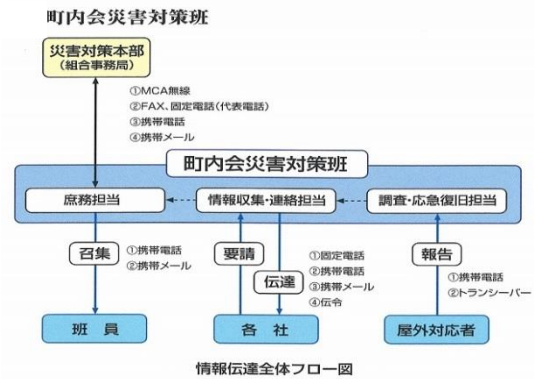 町内会災害対策班
災害対策本部
(組合事務局)
①MCA無線
②FAX、固定電話(代表電話)
③携帯電話
④携帯メール
町内会災害対策班
庶務担当
情報収集・連絡担当
調査・応急復旧担当
召集
①携帯電話
②携帯メール
要請
伝達
①固定電話
②携帯電話
③携帯メール
④伝令
報告
①携帯電話
②トランシーバー
班 員
各 社
屋外対応者
情報伝達全体フロー図